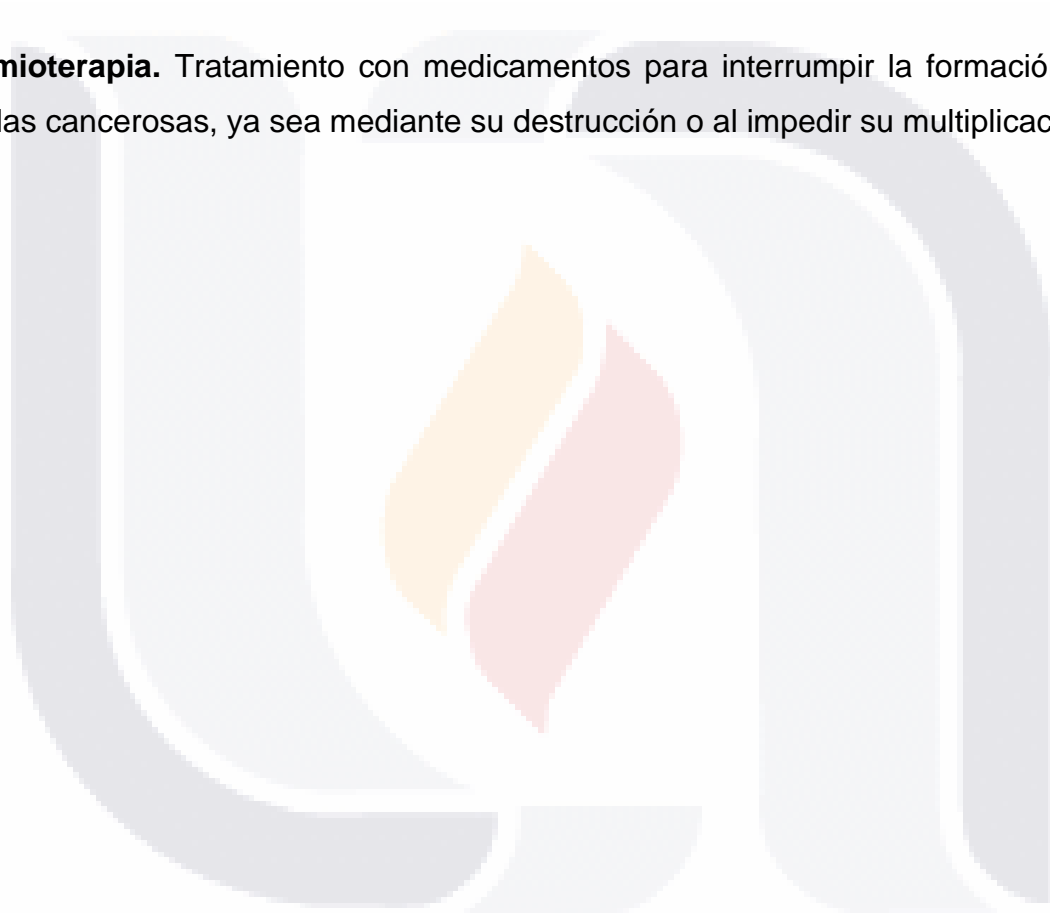 mioterapia. Tratamiento con medicamentos para interrumpir la formació
las cancerosas, ya sea mediante su destrucción o al impedir su multiplicac